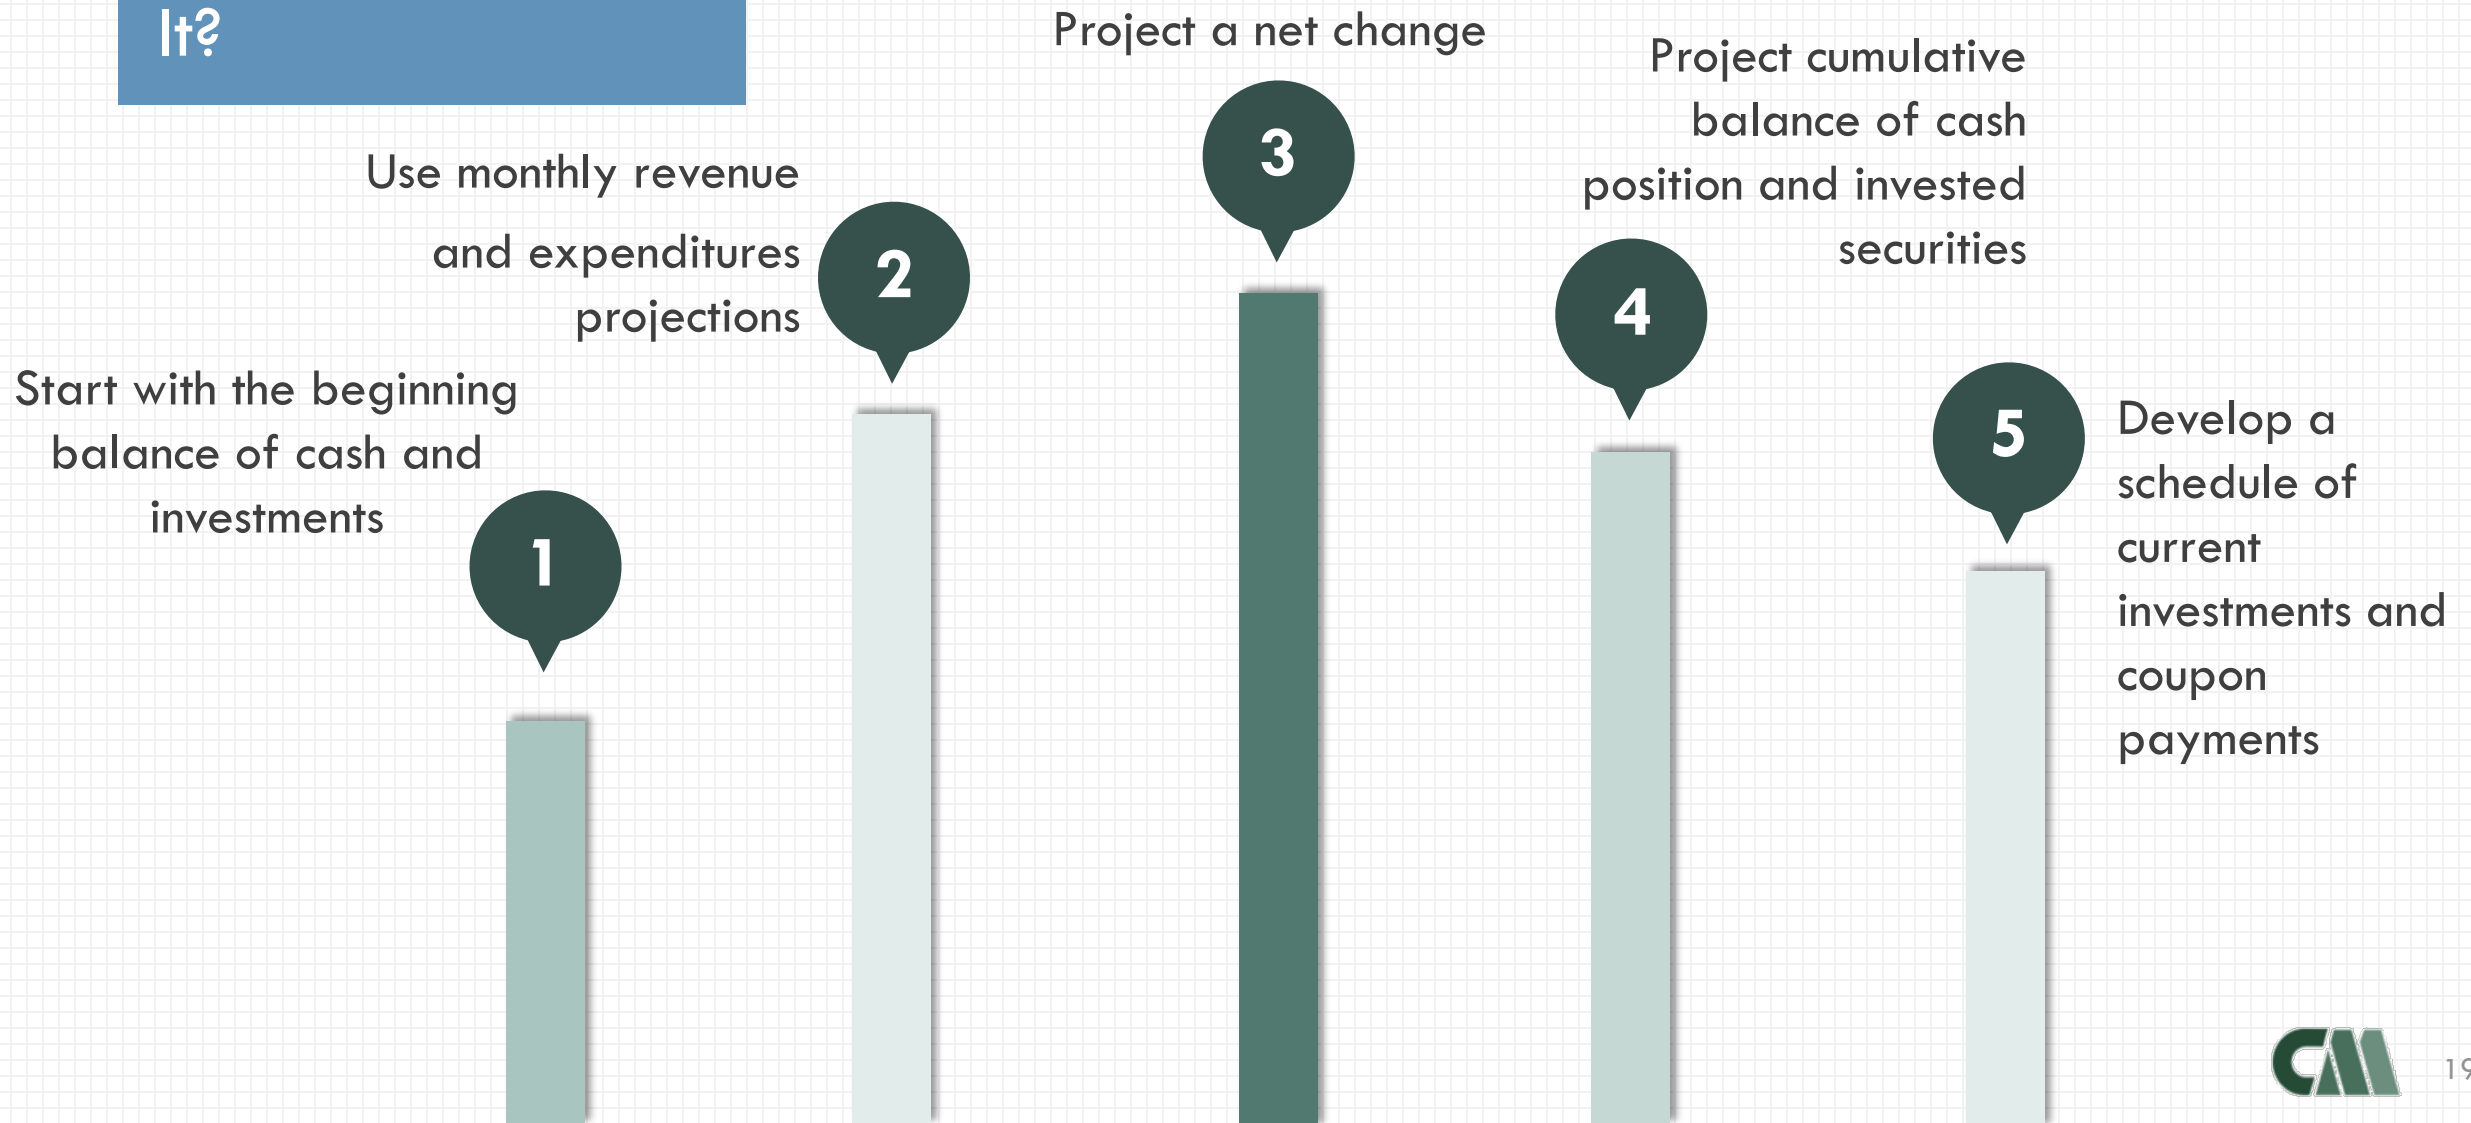 It?
Start with the beginning
balance of cash and
investments
1
Use monthly revenue
and expenditures
projections
2
Project a net change
3
Project cumulative
balance of cash
position and invested
securities
4
5
Develop a
schedule of
current
investments and
coupon
payments
CM
19